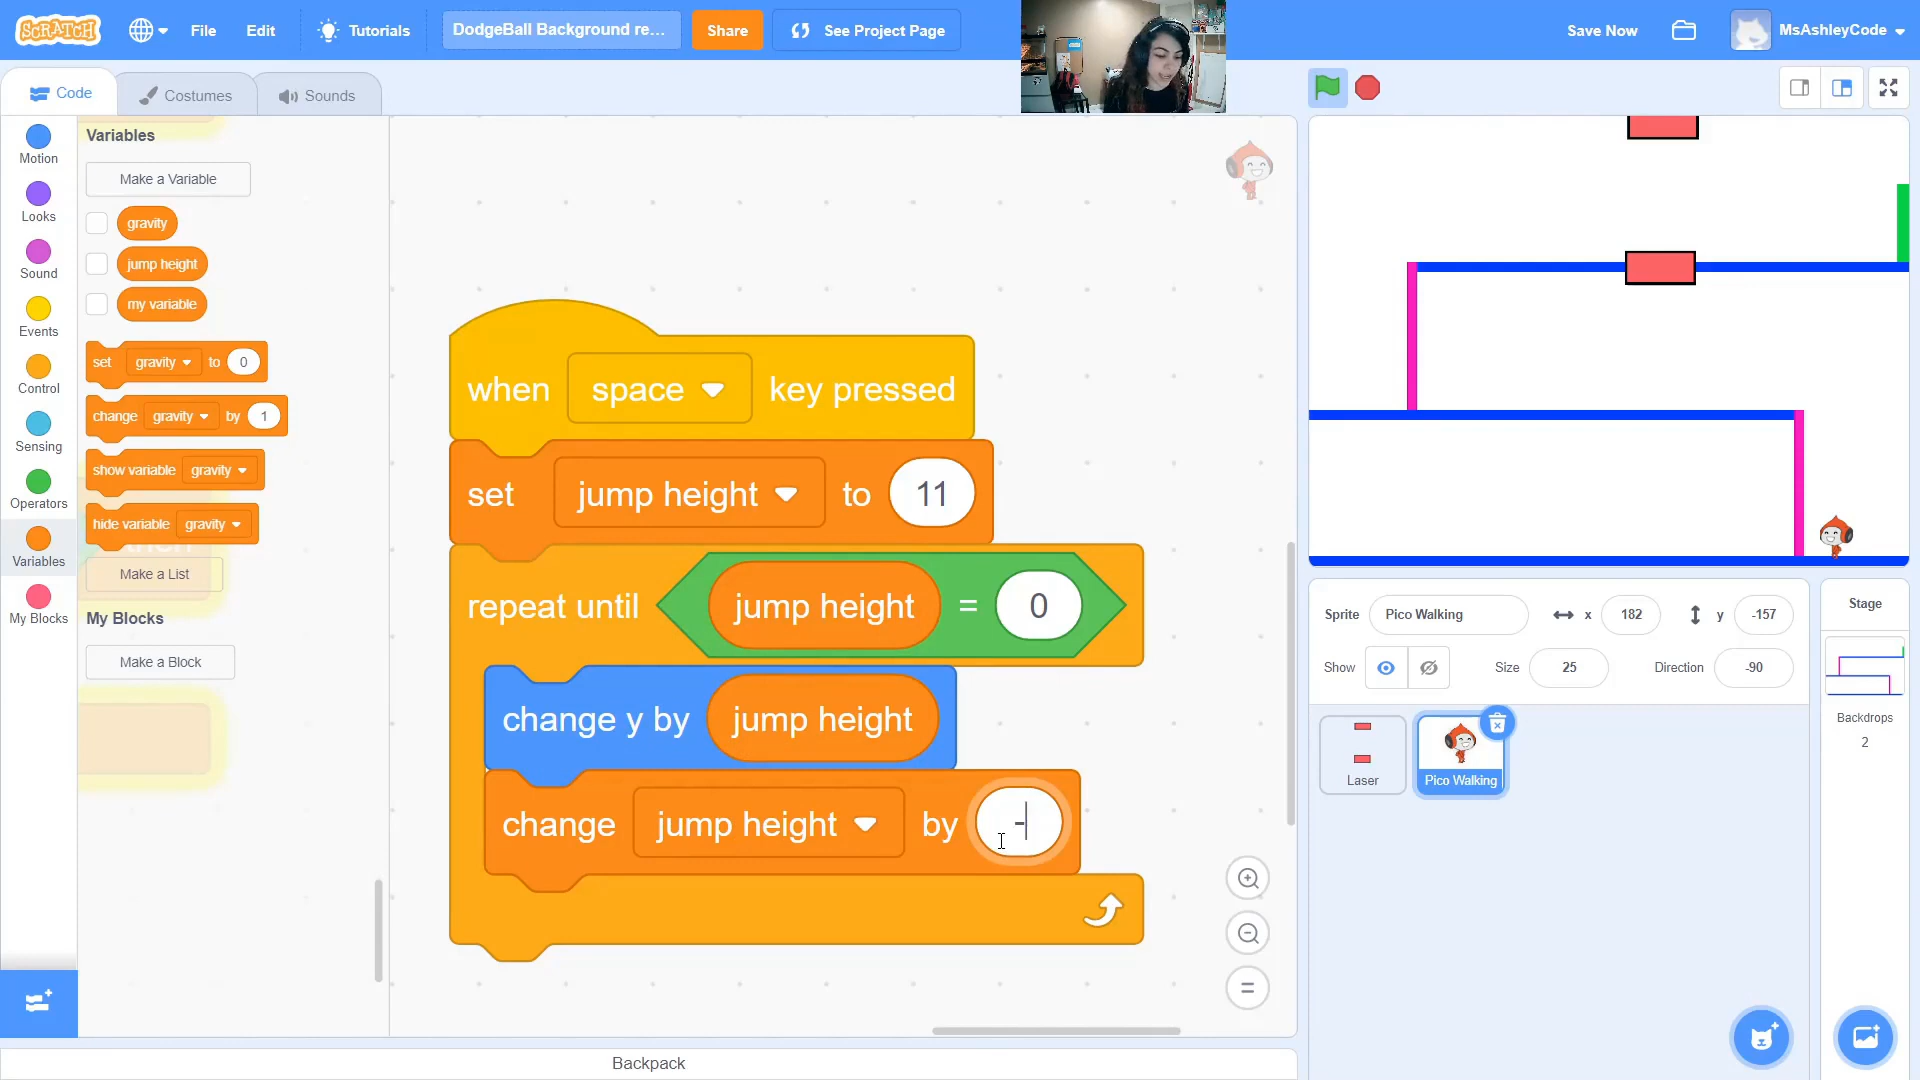 SCRATCH
File
Edit
Tutorials
DodgeBall Background re...
Share
See Project Page
Save Now
MsAshleyCode
Code
Costumes
Sounds
Motion
Looks
Sound
Events
Control
Sensing
Operators
Variables
My Blocks
Variables
Make a Variable
gravity
jump height
my variable
set gravity to 0
change gravity by 1
show variable gravity
hide variable gravity
Make a List
My Blocks
Make a Block
when space key pressed
set jump height to 11
repeat until jump height = 0
change y by jump height
change jump height by -
Backpack
Sprite Pico Walking x 182 y -157
Show Size 25 Direction -90
Laser
Pico Walking
Stage
Backdrops
2